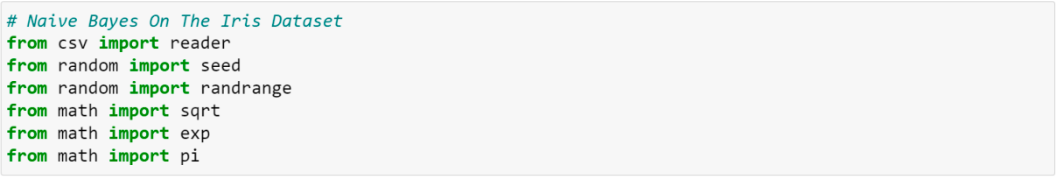 # Naive Bayes On The Iris Dataset
from csv import reader
from random import seed
from random import randrange
from math import sqrt
from math import exp
from math import pi